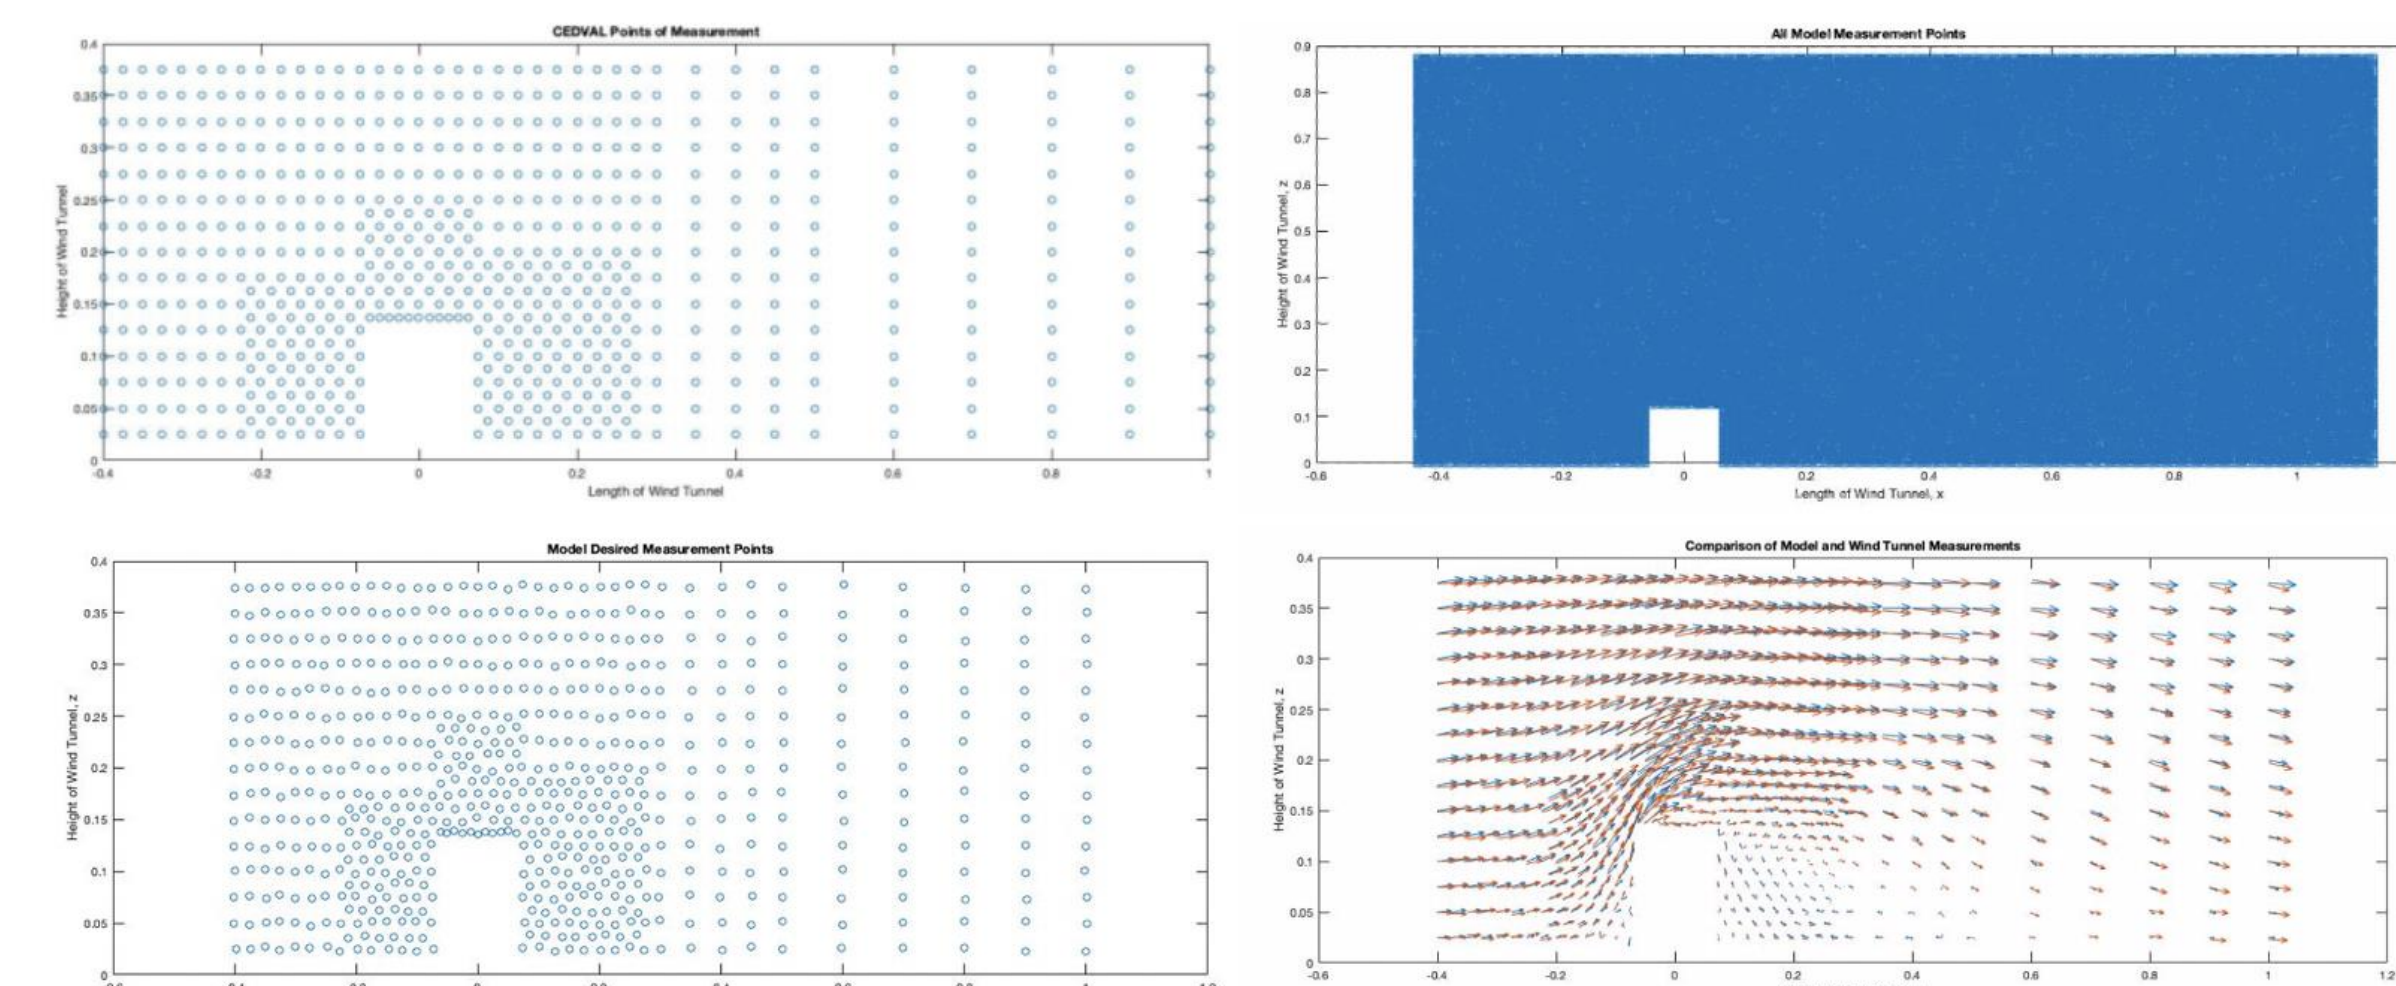 CEDVAL Points of Measurement
0.4
0.35
0.3
0.25
0.2
0.15
0.1
0.05
0
Height of Wind Tunnel
-0.4 -0.2 0 0.2 0.4 0.6 0.8 1
Length of Wind Tunnel
All Model Measurement Points
0.9
0.8
0.7
0.6
0.5
0.4
0.3
0.2
0.1
0
Height of Wind Tunnel, z
-0.6 -0.4 -0.2 0 0.2 0.4 0.6 0.8 1
Length of Wind Tunnel, x
Model Desired Measurement Points
0.4
0.35
0.3
0.25
0.2
0.15
0.1
0.05
0
Height of Wind Tunnel, z
Comparison of Model and Wind Tunnel Measurements
0.4
0.35
0.3
0.25
0.2
0.15
0.1
0.05
0
Height of Wind Tunnel, z
-0.6 -0.4 -0.2 0 0.2 0.4 0.6 0.8 1 1.2